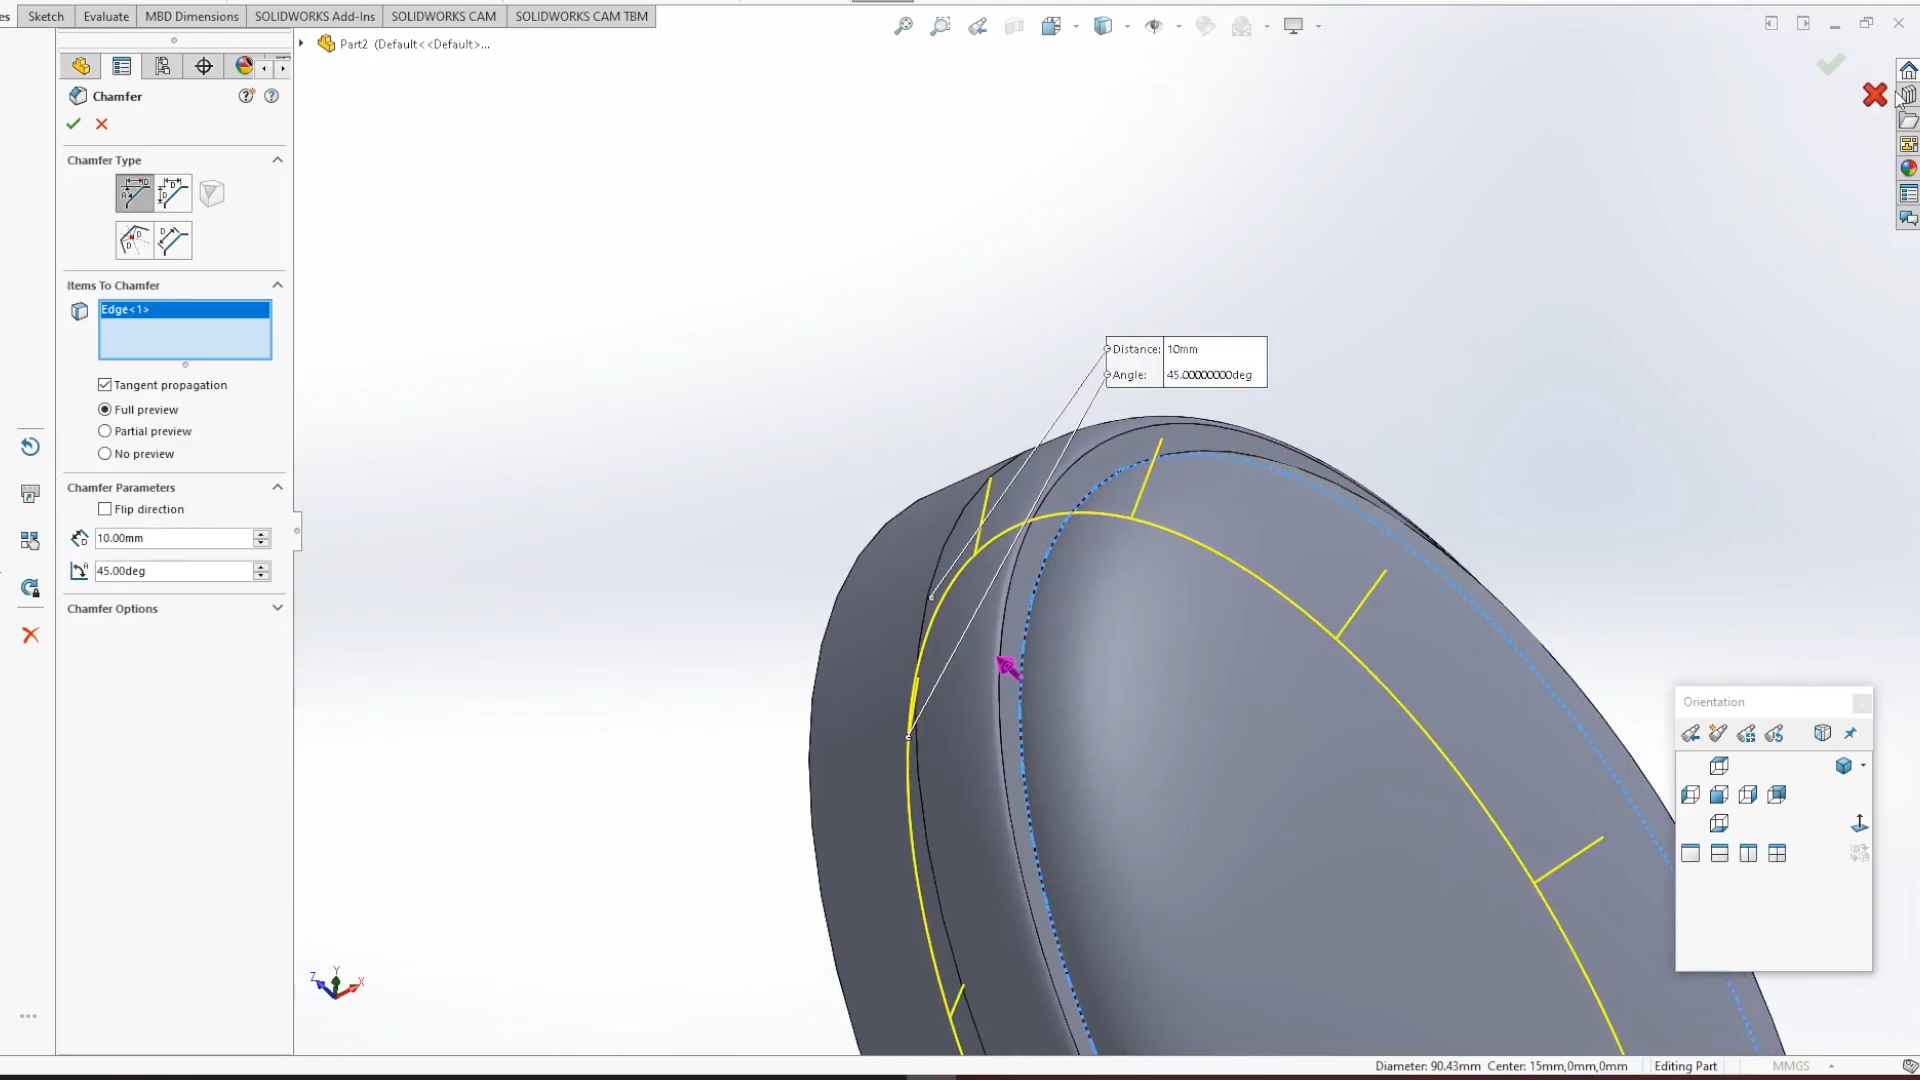 es Sketch Evaluate MBD Dimensions SOLIDWORKS Add-Ins SOLIDWORKS CAM SOLIDWORKS CAM TBM
Part2 (Default<<Default>...
Chamfer
Chamfer Type
Items To Chamfer
Edge<1>
Tangent propagation
Full preview
Partial preview
No preview
Chamfer Parameters
Flip direction
10.00mm
45.00deg
Chamfer Options
Distance: 10mm
Angle: 45.00000000deg
Orientation
Z Y X
Diameter: 90.43mm Center: 15mm,0mm,0mm Editing Part MMGS